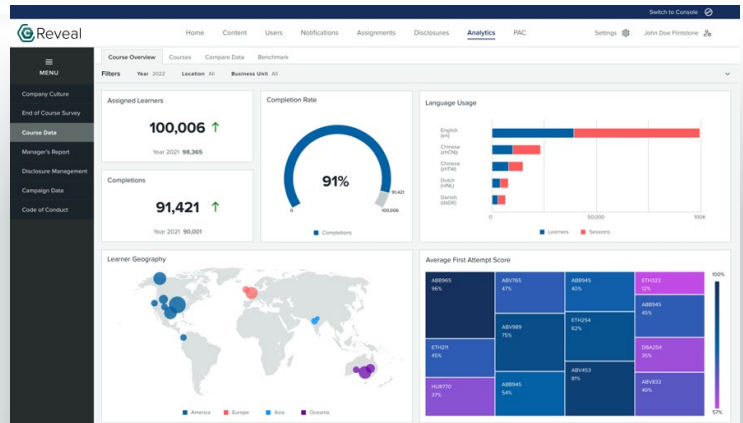 Switch to Console
Reveal
Home Content Users Notifications Assignments Disclosures Analytics PAC
Settings John Doe Flintstone
MENU
Company Culture
End of Course Survey
Course Data
Manager's Report
Disclosure Management
Campaign Data
Code of Conduct
Course Overview Courses Compare Data Benchmark
Filters Year 2022 Location All Business Unit All
Assigned Learners
100,006
Year 2021 98,365
Completions
91,421
Year 2021 90,001
Completion Rate
91%
91,421
0
100,006
Completions
Language Usage
English
(en)
Chinese
(zhCN)
Chinese
(zhTW)
Dutch
(nlNL)
Danish
(daDK)
0 50,000 100K
Learners Sessions
Learner Geography
America Europe Asia Oceania
Average First Attempt Score
ABB965
96%
ETH211
45%
HUR770
37%
ABV765
47%
ABV989
75%
ABB945
54%
ABB945
40%
ETH254
62%
ABV453
81%
ETH323
12%
ABB945
45%
DBA254
35%
ABV833
40%
100%
57%